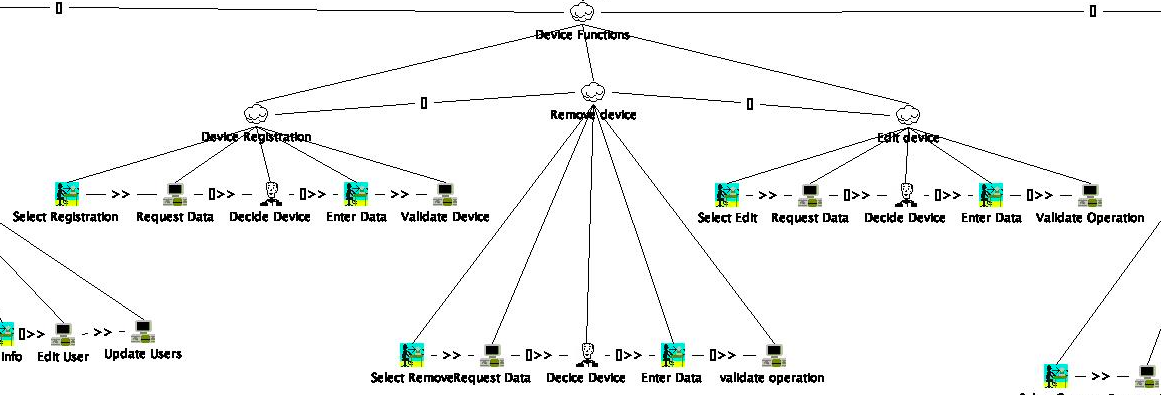 [] []
Device Functions
[] []
Device Registration Remove device Edit device
>> []>> []>> >> >> []>> []>> []>>
Select Registration Request Data Decide Device Enter Data Validate Device Select Edit Request Data Decide Device Enter Data Validate Operation
[]>> >>
Info Edit User Update Users
>> []>> []>> []>>
Select Remove Request Data Decice Device Enter Data validate operation
>>